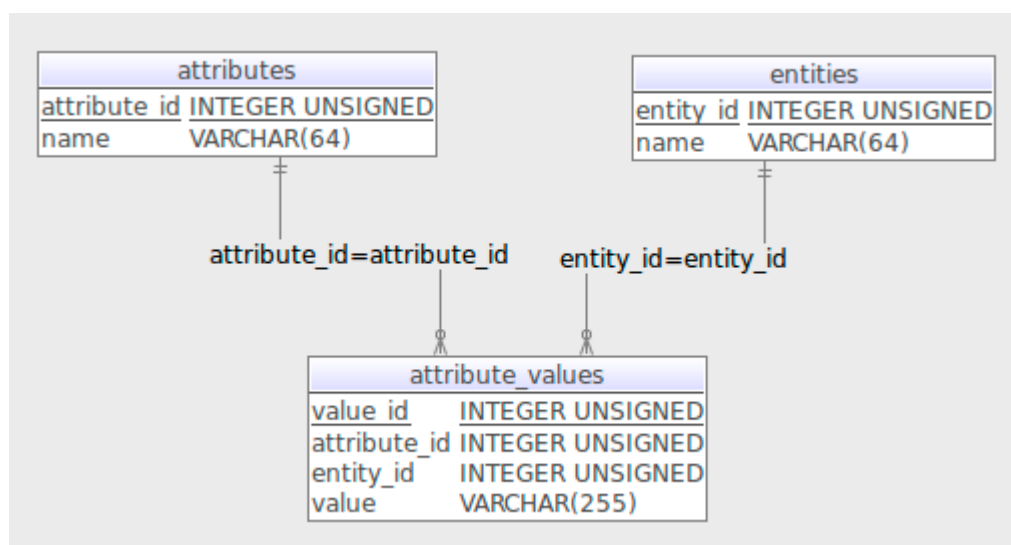 attributes
attribute_id INTEGER UNSIGNED
name VARCHAR(64)
entities
entity_id INTEGER UNSIGNED
name VARCHAR(64)
attribute_id=attribute_id
entity_id=entity_id
attribute_values
value_id INTEGER UNSIGNED
attribute_id INTEGER UNSIGNED
entity_id INTEGER UNSIGNED
value VARCHAR(255)